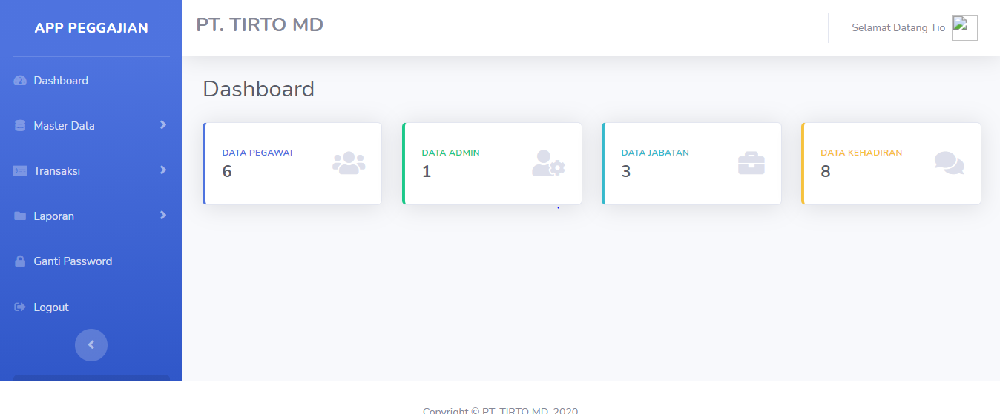 APP PEGGAJIAN
PT. TIRTO MD
Selamat Datang Tio
Dashboard
Master Data
Transaksi
Laporan
Ganti Password
Logout
Dashboard
DATA PEGAWAI
6
DATA ADMIN
1
DATA JABATAN
3
DATA KEHADIRAN
8
Copyright © PT. TIRTO MD. 2020